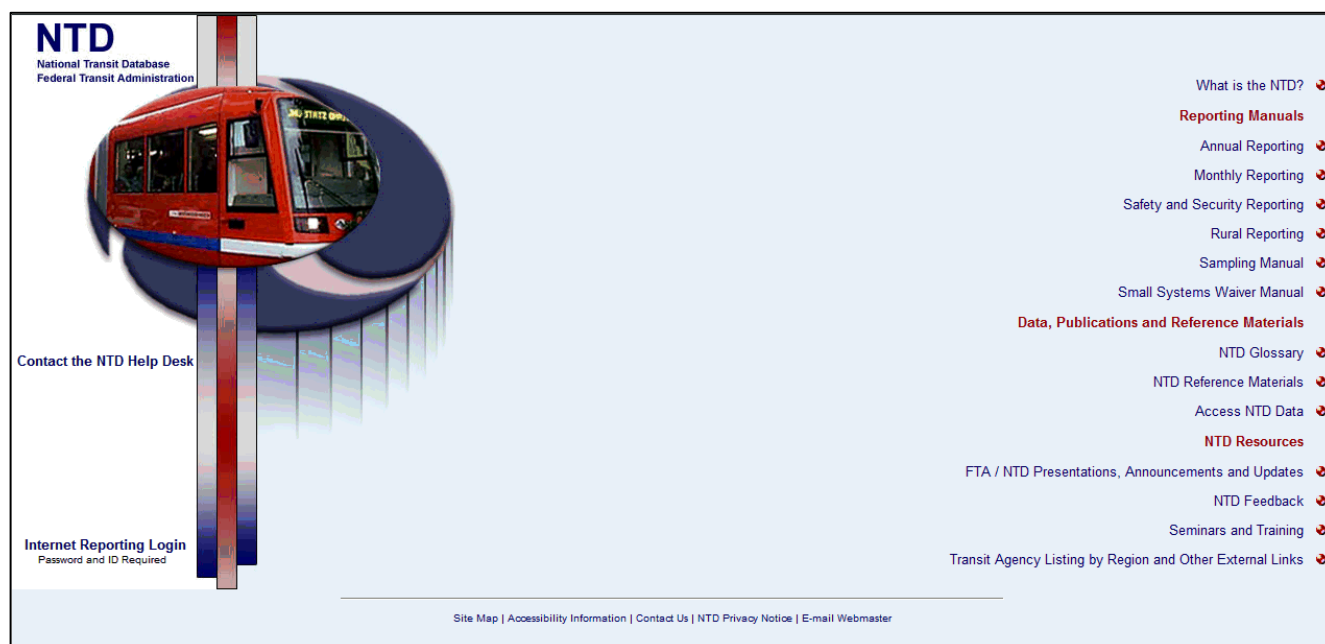 NTD
National Transit Database
Federal Transit Administration
What is the NTD?
Reporting Manuals
Annual Reporting
Monthly Reporting
Safety and Security Reporting
Rural Reporting
Sampling Manual
Small Systems Waiver Manual
Data, Publications and Reference Materials
Contact the NTD Help Desk
NTD Glossary
NTD Reference Materials
Access NTD Data
NTD Resources
FTA / NTD Presentations, Announcements and Updates
NTD Feedback
Seminars and Training
Internet Reporting Login
Password and ID Required
Transit Agency Listing by Region and Other External Links
Site Map | Accessibility Information | Contact Us | NTD Privacy Notice | E-mail Webmaster